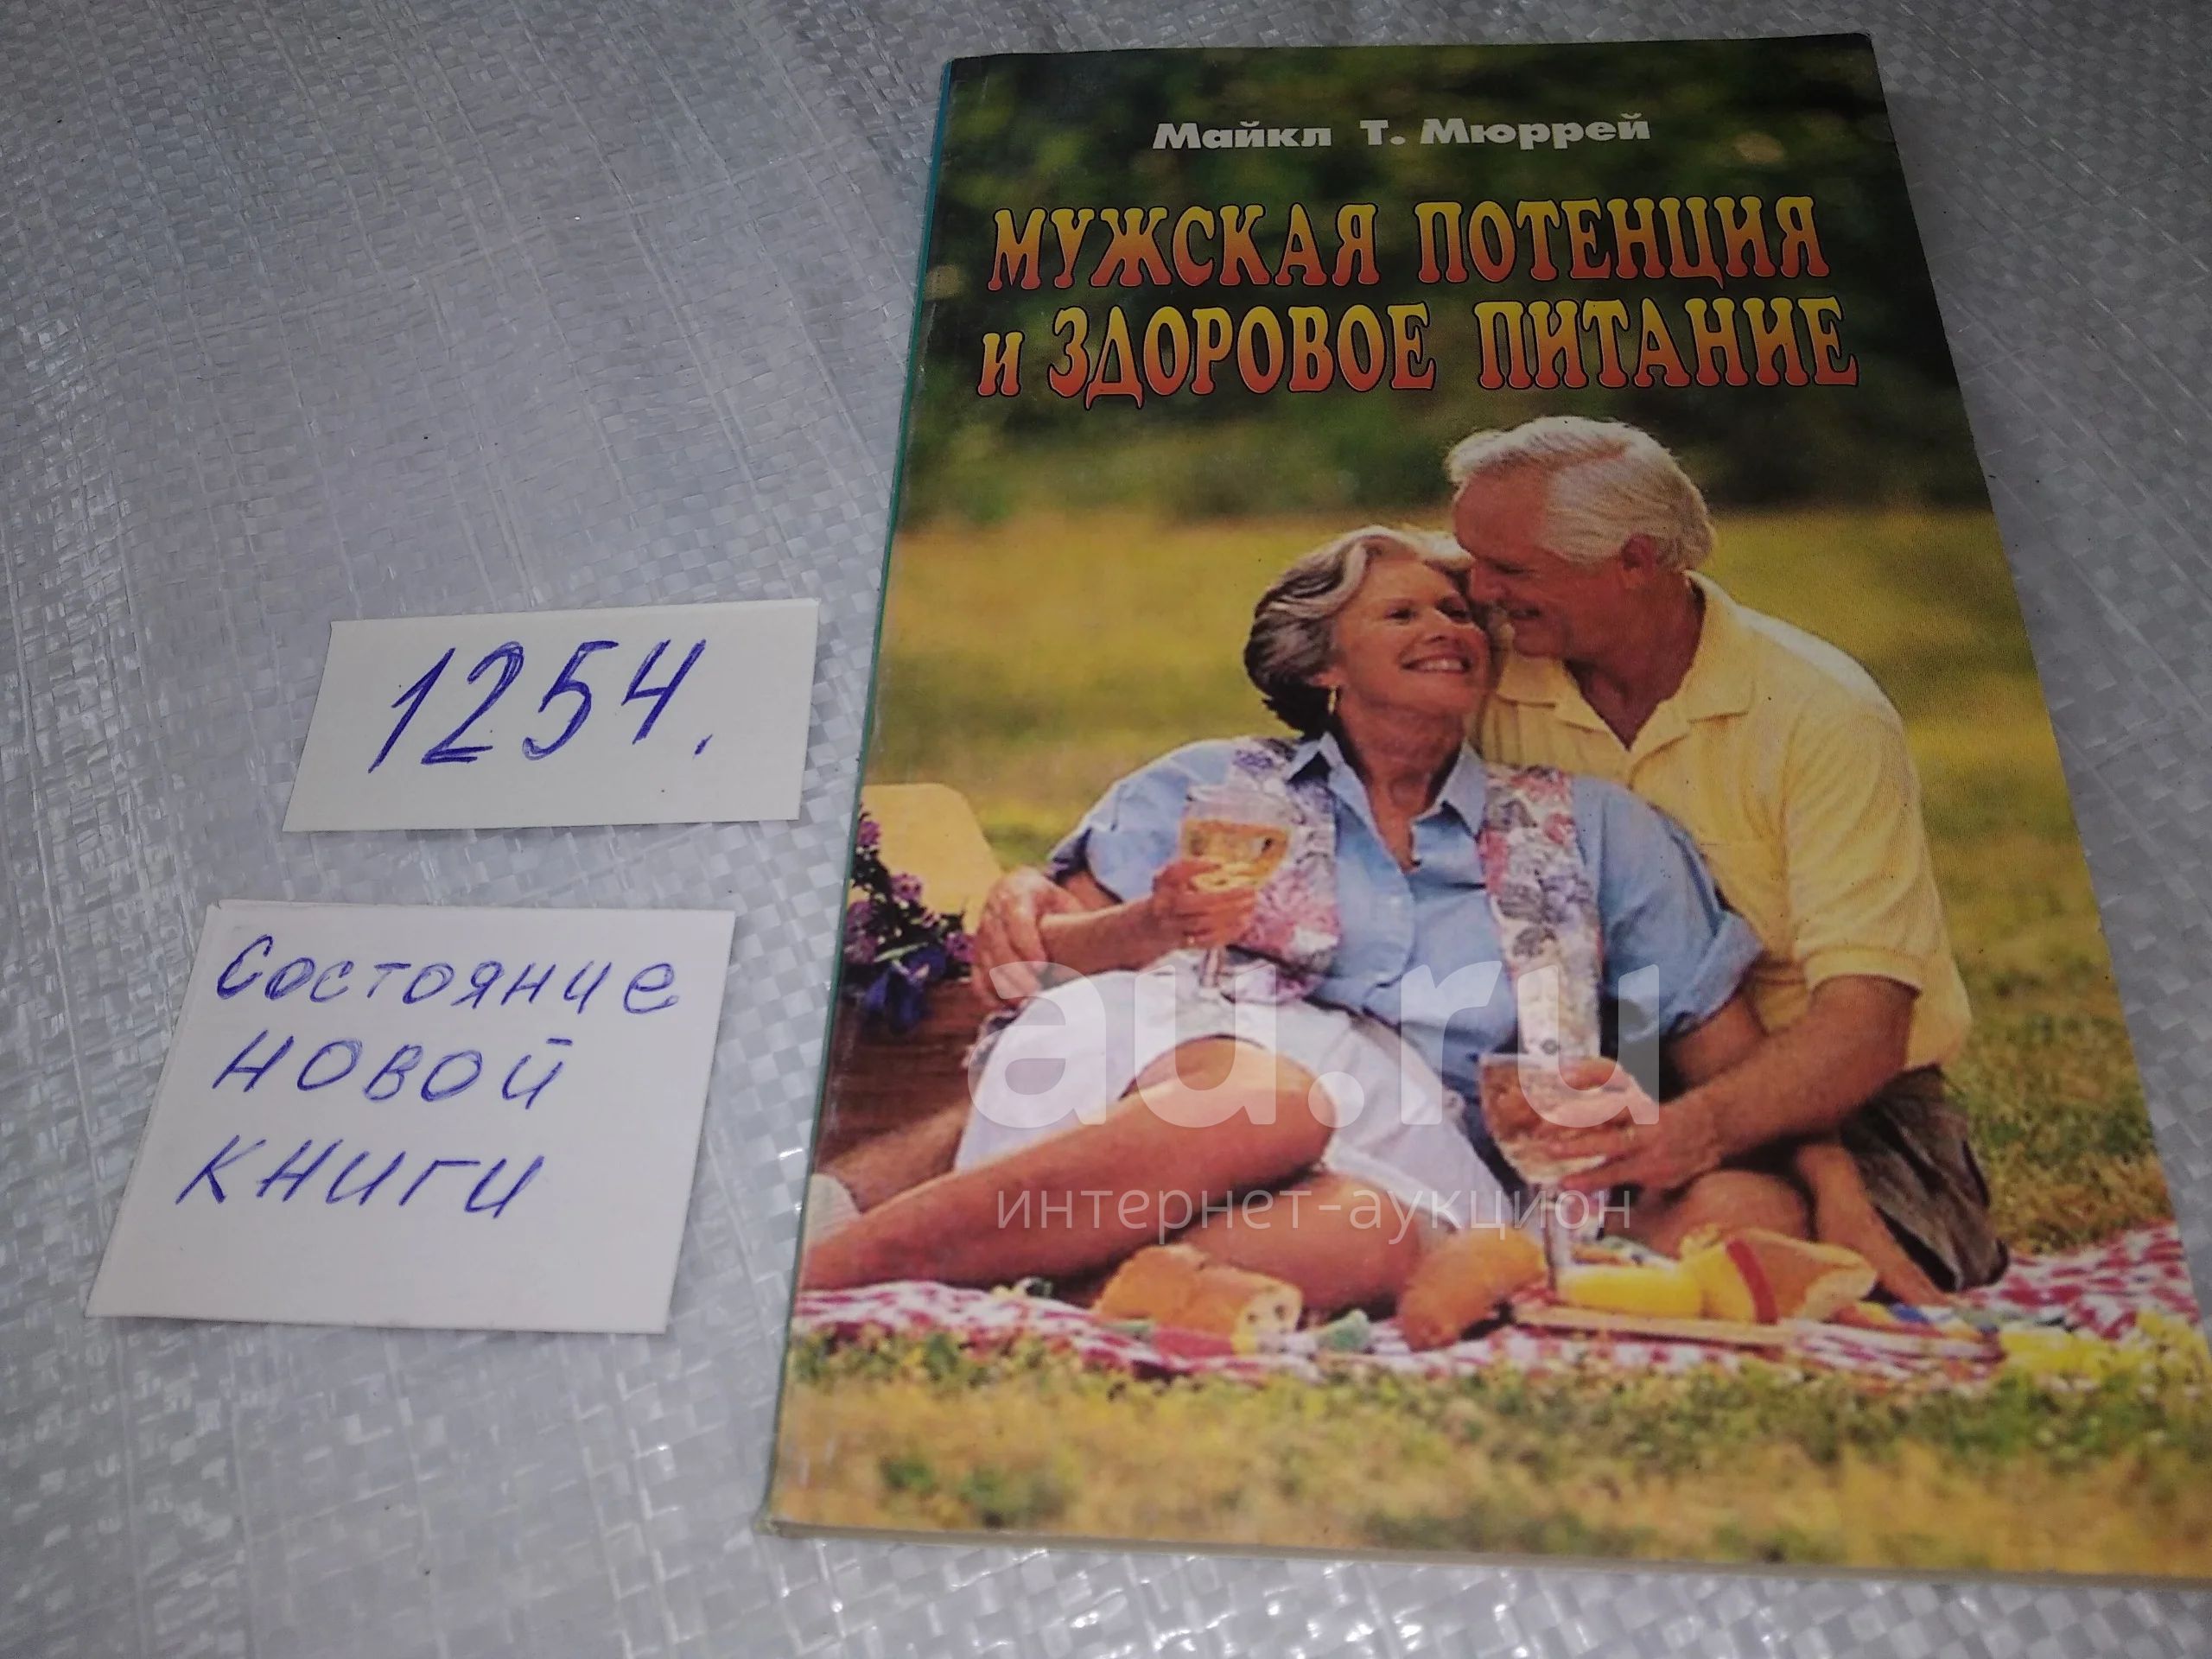 Майкл Т. Мюррей
МУЖСКАЯ ПОТЕНЦИЯ
и ЗДОРОВОЕ ПИТАНИЕ
1254.
Состояние
новой
книги
au.ru
интернет-аукцион